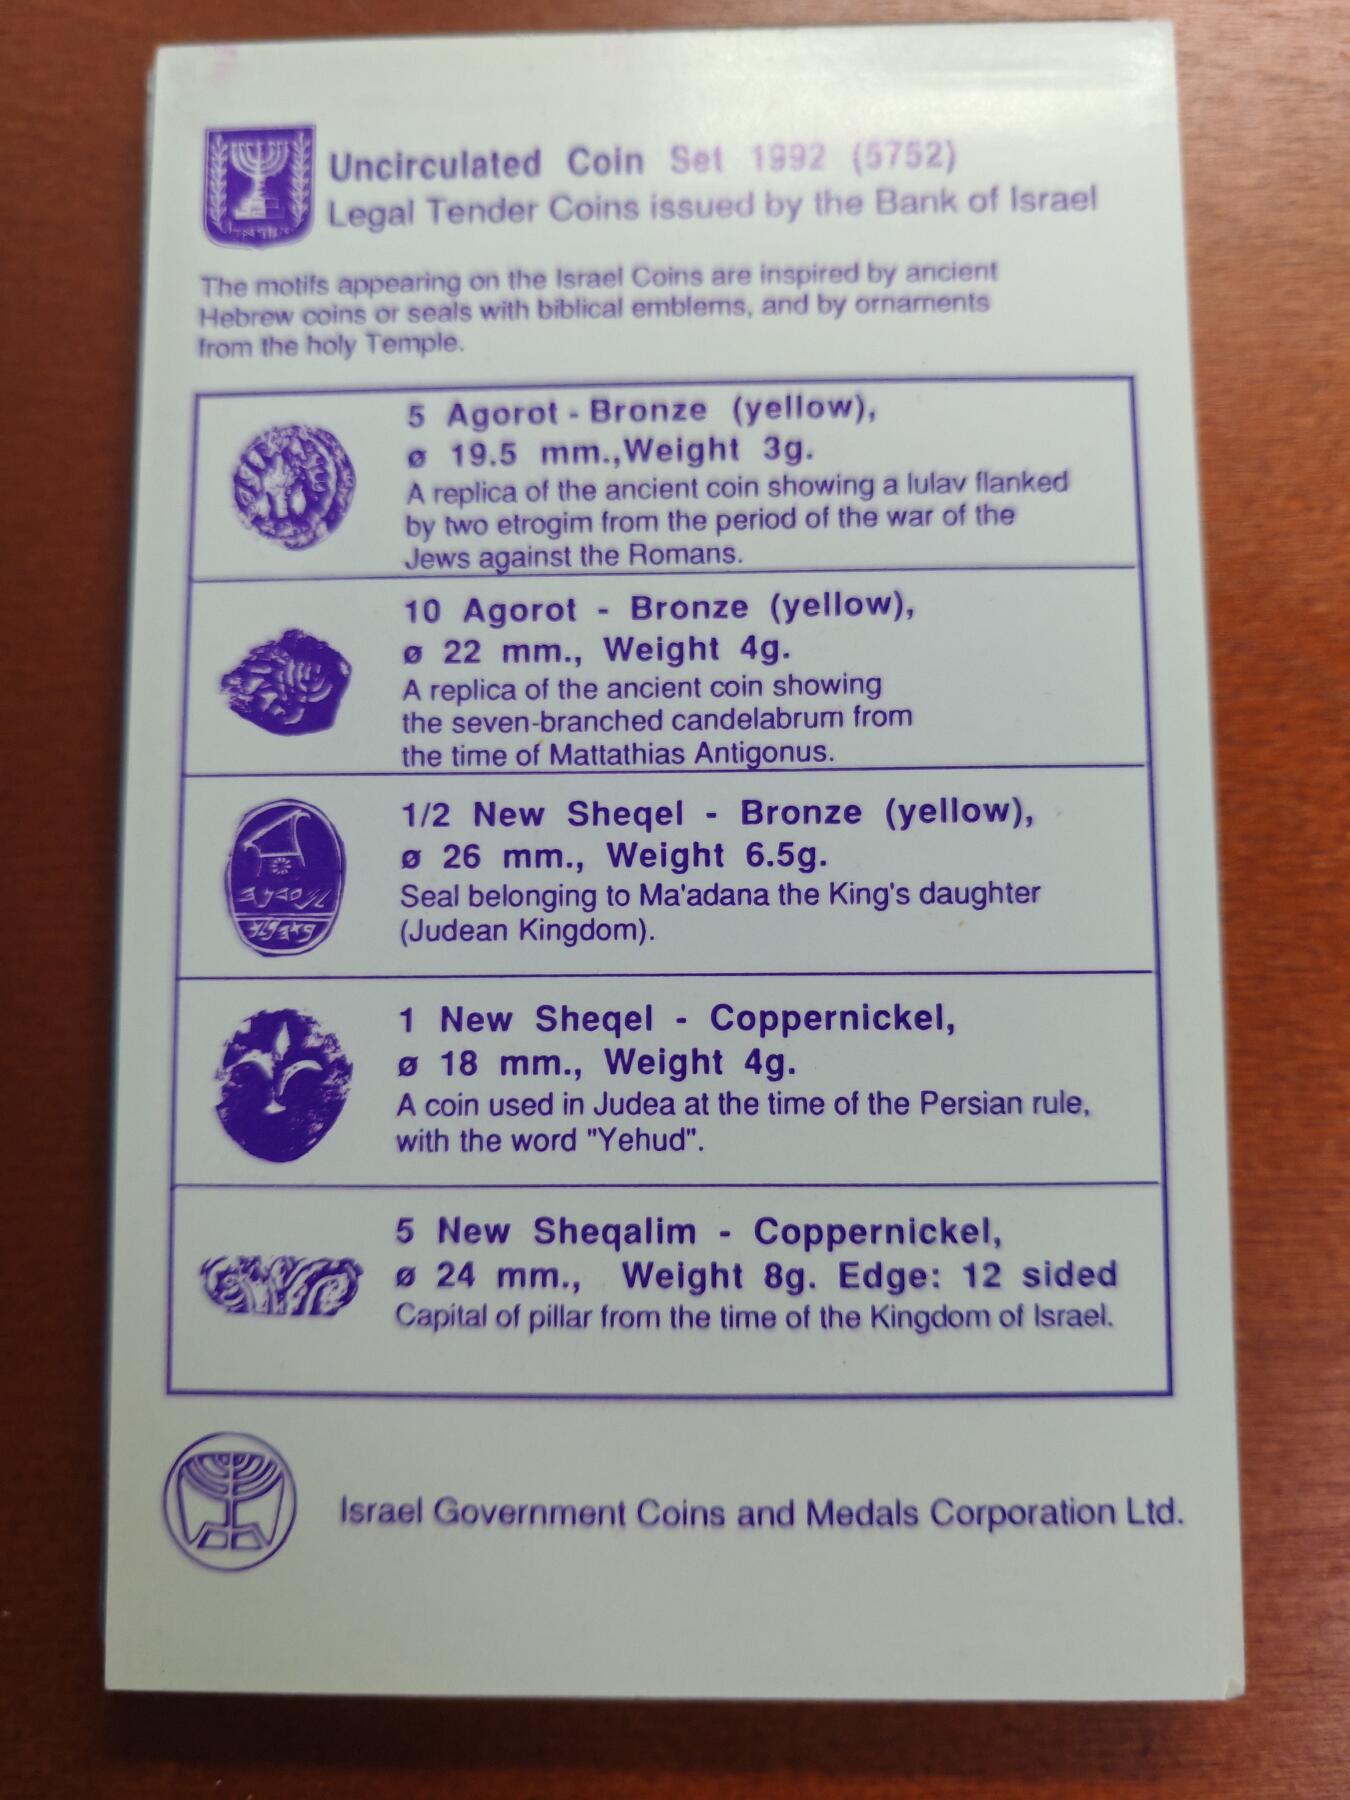 Uncirculated Coin Set 1992 (5752)
Legal Tender Coins issued by the Bank of Israel
The motifs appearing on the Israel Coins are inspired by ancient
Hebrew coins or seals with biblical emblems, and by ornaments
from the holy Temple.
5 Agorot - Bronze (yellow),
ø 19.5 mm.,Weight 3g.
A replica of the ancient coin showing a lulav flanked
by two etrogim from the period of the war of the
Jews against the Romans.
10 Agorot - Bronze (yellow),
ø 22 mm., Weight 4g.
A replica of the ancient coin showing
the seven-branched candelabrum from
the time of Mattathias Antigonus.
1/2 New Sheqel - Bronze (yellow),
ø 26 mm., Weight 6.5g.
Seal belonging to Ma'adana the King's daughter
(Judean Kingdom).
1 New Sheqel - Coppernickel,
ø 18 mm., Weight 4g.
A coin used in Judea at the time of the Persian rule,
with the word "Yehud".
5 New Sheqalim - Coppernickel,
ø 24 mm., Weight 8g. Edge: 12 sided
Capital of pillar from the time of the Kingdom of Israel.
Israel Government Coins and Medals Corporation Ltd.